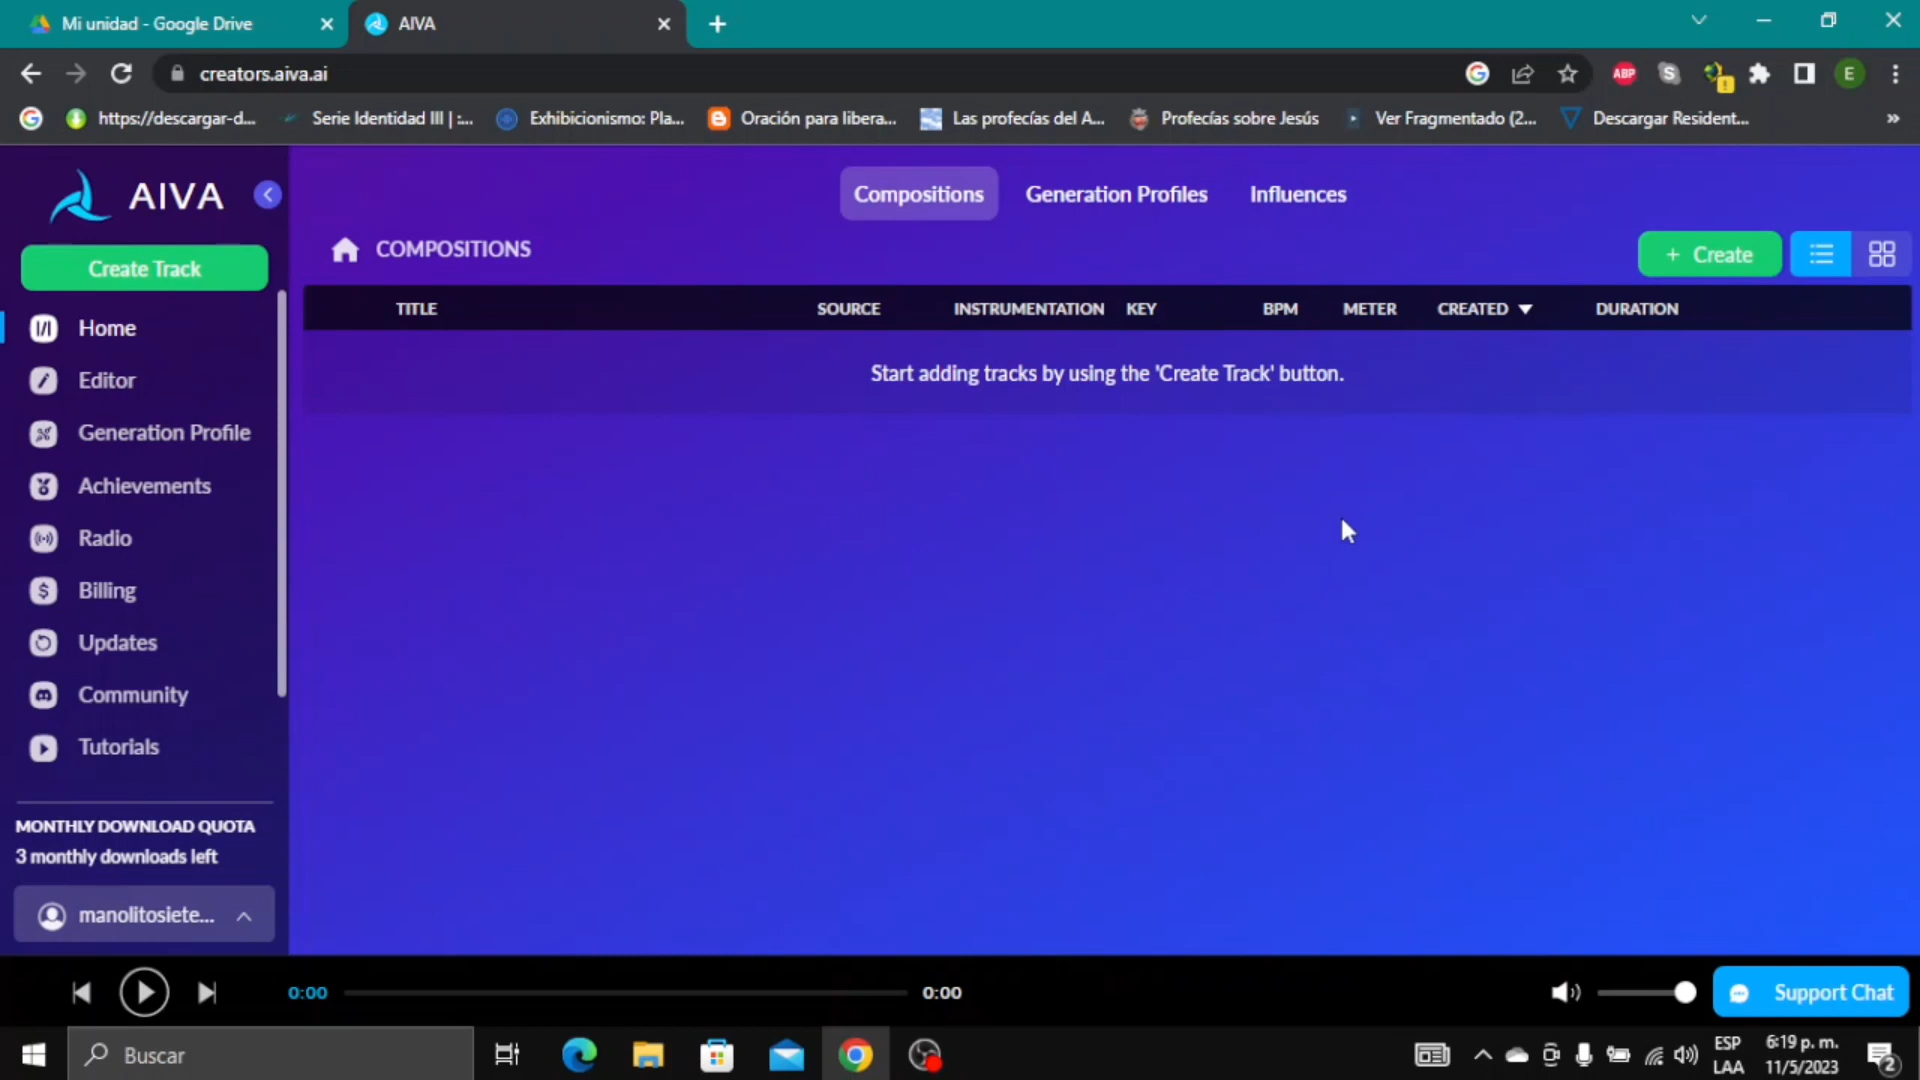 Mi unidad - Google Drive
AIVA
creators.aiva.ai
ABP
E
https://descargar-d...
Serie Identidad III | :...
Exhibicionismo: Pla...
Oración para libera...
Las profecías del A...
Profecías sobre Jesús
Ver Fragmentado (2...
Descargar Resident...
»
AIVA
Compositions
Generation Profiles
Influences
COMPOSITIONS
+ Create
Create Track
TITLE
SOURCE
INSTRUMENTATION
KEY
BPM
METER
CREATED
DURATION
Start adding tracks by using the 'Create Track' button.
Home
Editor
Generation Profile
Achievements
Radio
Billing
Updates
Community
Tutorials
MONTHLY DOWNLOAD QUOTA
3 monthly downloads left
manolitosiete...
0:00
0:00
Support Chat
Buscar
ESP
LAA
6:19 p. m.
11/5/2023
2